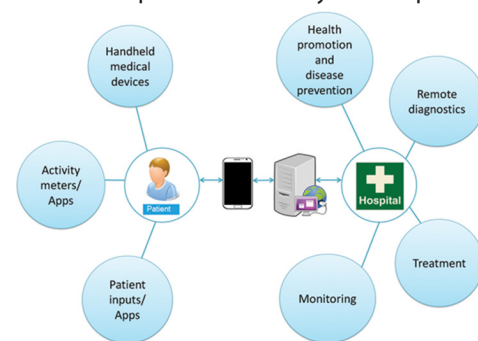 Handheld
medical
devices
Activity
meters/
Apps
Patient
inputs/
Apps
Patient
Health
promotion
and
disease
prevention
Remote
diagnostics
Hospital
Treatment
Monitoring